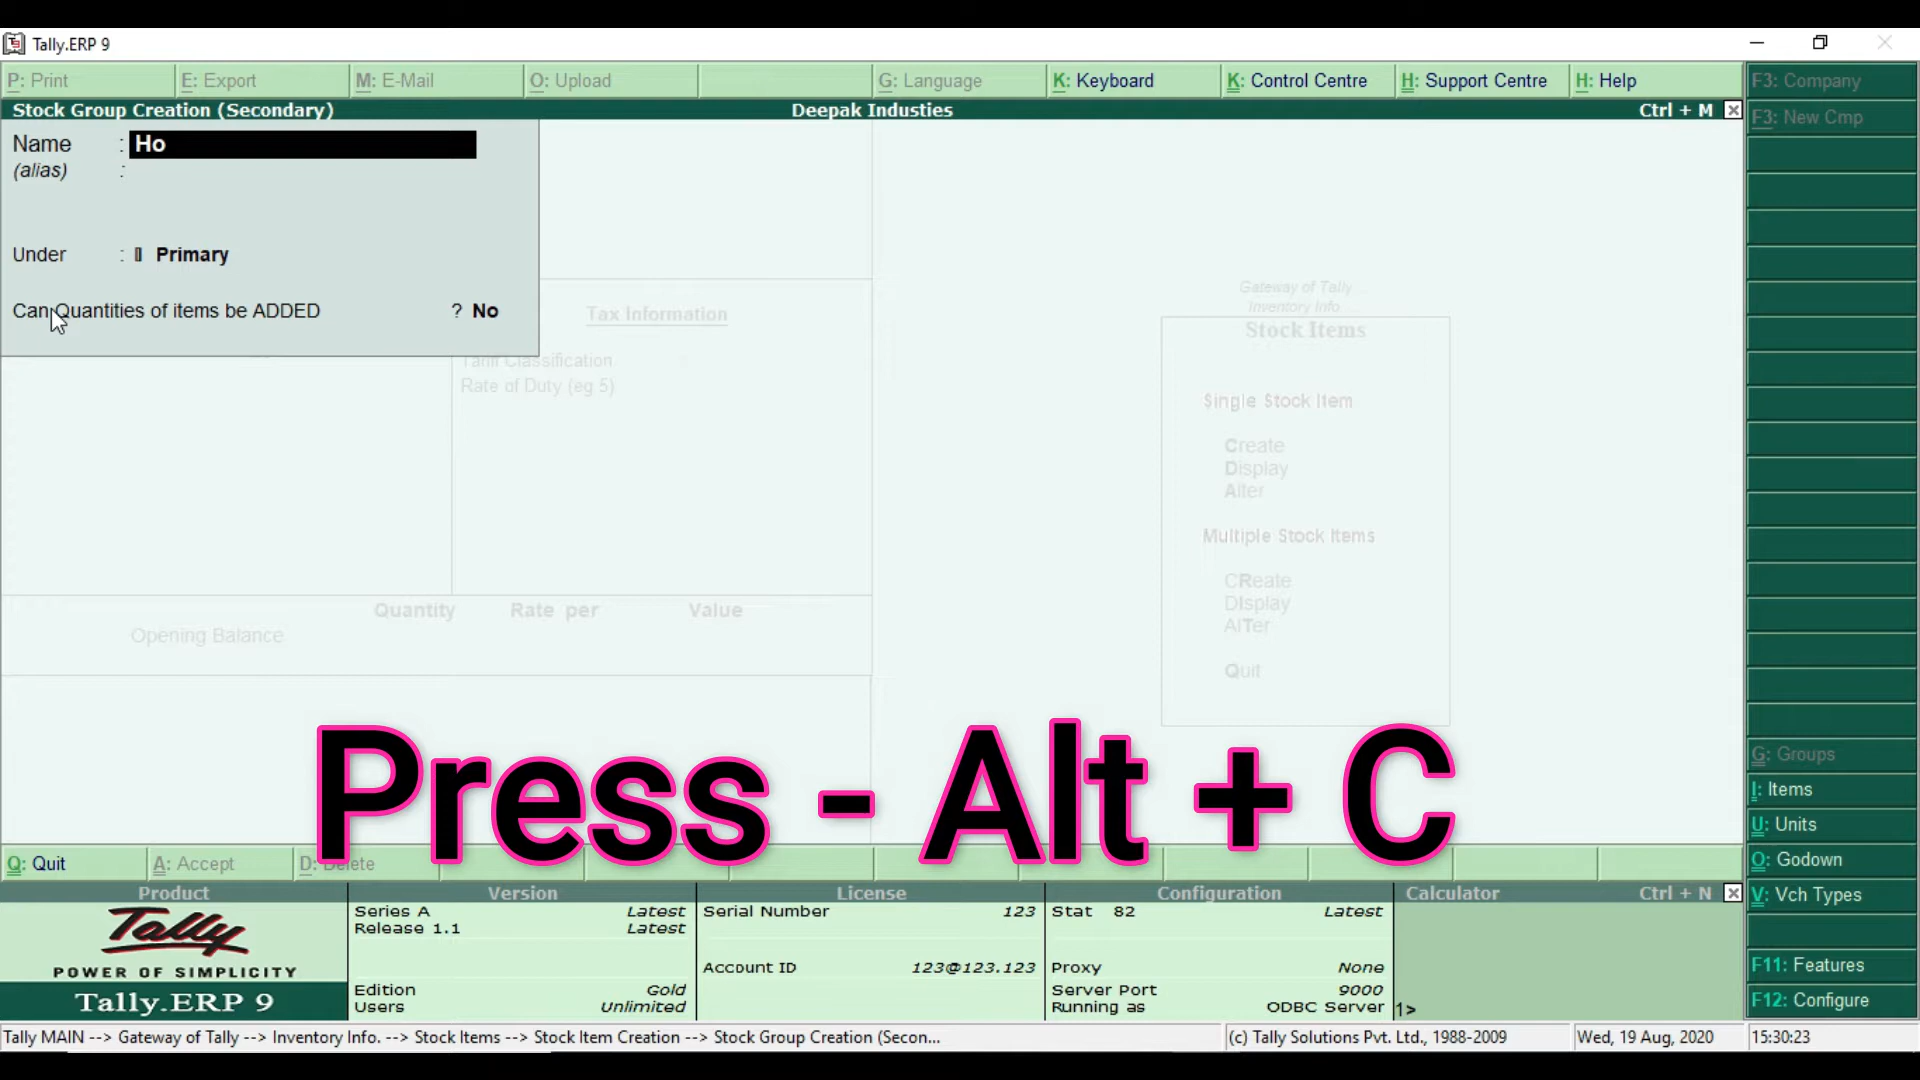 Tally.ERP 9
P: Print
E: Export
M: E-Mail
O: Upload
G: Language
K: Keyboard
K: Control Centre
H: Support Centre
H: Help
F3: Company
Stock Group Creation (Secondary)
Deepak Industies
Ctrl + M
F3: New Cmp
Name : Ho
(alias) :
Under : Primary
Can Quantities of items be ADDED ? No
Tax Information
Tariff Classification
Rate of Duty (eg 5)
Gateway of Tally ...
Inventory Info. ...
Stock Items
Single Stock Item
Create
Display
Alter
Multiple Stock Items
CReate
DIsplay
AlTer
Quit
Quantity Rate per Value
Opening Balance
Press - Alt + C
G: Groups
I: Items
U: Units
O: Godown
V: Vch Types
F11: Features
F12: Configure
Q: Quit
A: Accept
D: Delete
Product
Tally
POWER OF SIMPLICITY
Tally.ERP 9
Version
Series A Latest
Release 1.1 Latest
Edition Gold
Users Unlimited
License
Serial Number 123
Account ID 123@123.123
Configuration
Stat 82 Latest
Proxy None
Server Port 9000
Running as ODBC Server
Calculator Ctrl + N
1>
Tally MAIN --> Gateway of Tally --> Inventory Info. --> Stock Items --> Stock Item Creation --> Stock Group Creation (Secon...
(c) Tally Solutions Pvt. Ltd., 1988-2009
Wed, 19 Aug, 2020
15:30:23